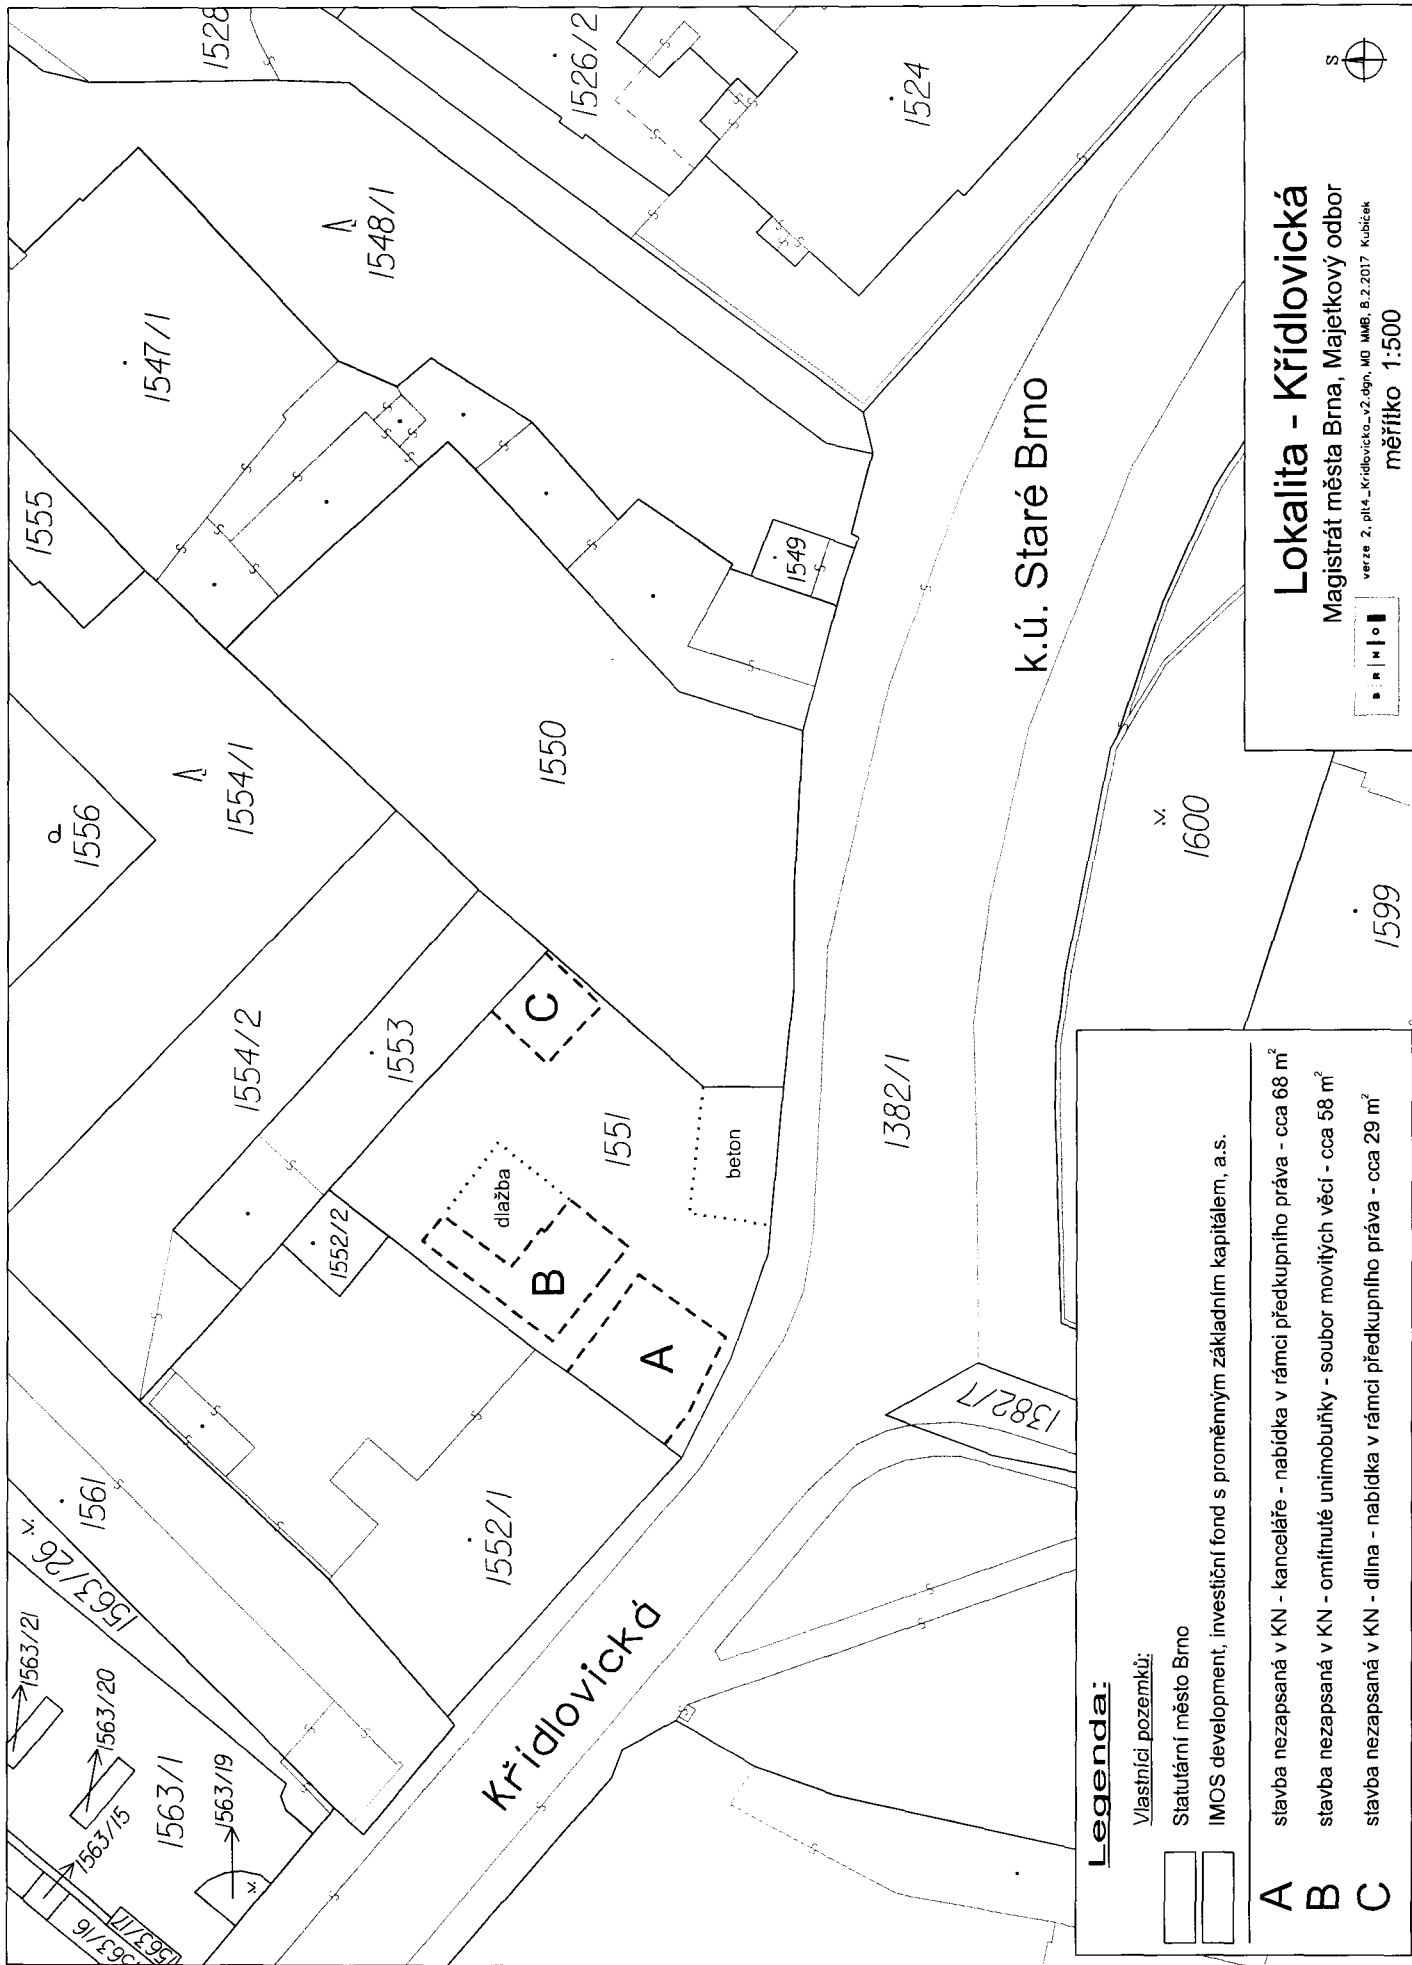 1528
1526/2
1524
1548/1
1547/1
1555
1549
1550
1556
1554/1
1554/2
1553
1551
1552/2
1552/1
1561
1563/26
1563/21
1563/20
1563/1
1563/19
1563/15
563/16
1563/17
1382/1
1382/7
1600
1599
A
B
C
dlažba
beton
Křídlovická
k.ú. Staré Brno
Legenda:
Vlastníci pozemků:
Statutární město Brno
IMOS development, investiční fond s proměnným základním kapitálem, a.s.
A stavba nezapsaná v KN - kanceláře - nabídka v rámci předkupního práva - cca 68 m²
B stavba nezapsaná v KN - omítnuté unimobuňky - soubor movitých věcí - cca 58 m²
C stavba nezapsaná v KN - dílna - nabídka v rámci předkupního práva - cca 29 m²
Lokalita - Křídlovická
Magistrát města Brna, Majetkový odbor
B R N O
verze 2, plt4_Kridlovicka_v2.dgn, MO MMB, 8.2.2017 Kubíček
měřítko 1:500
S